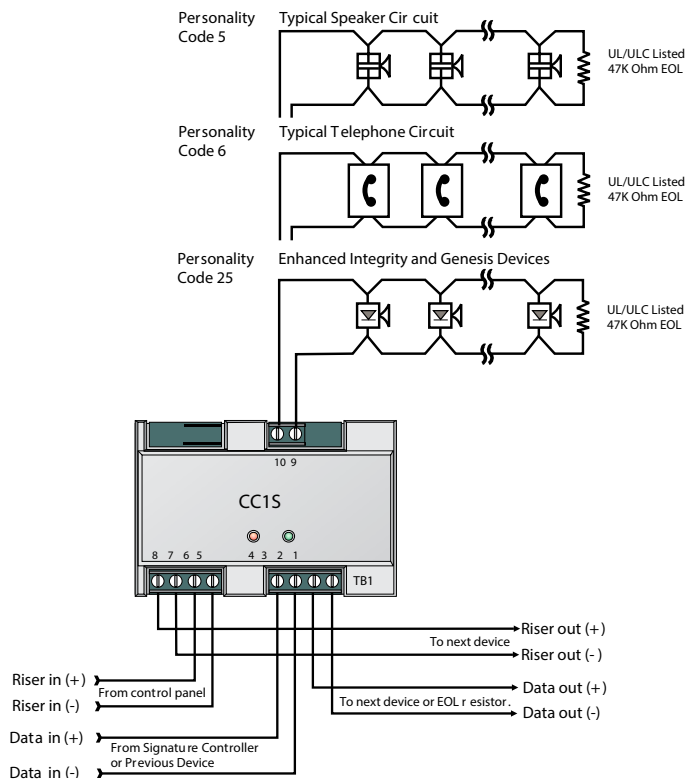 Personality Typical Speaker Cir cuit
Code 5
UL/ULC Listed
47K Ohm EOL
Personality Typical T elephone Circuit
Code 6
UL/ULC Listed
47K Ohm EOL
Personality Enhanced Integrity and Genesis Devices
Code 25
UL/ULC Listed
47K Ohm EOL
10 9
CC1S
8 7 6 5 4 3 2 1
TB1
Riser out (+)
To next device
Riser out (-)
Riser in (+)
From control panel
Riser in (-)
Data out (+)
To next device or EOL r esistor.
Data out (-)
Data in (+)
From Signature Controller
or Previous Device
Data in (-)